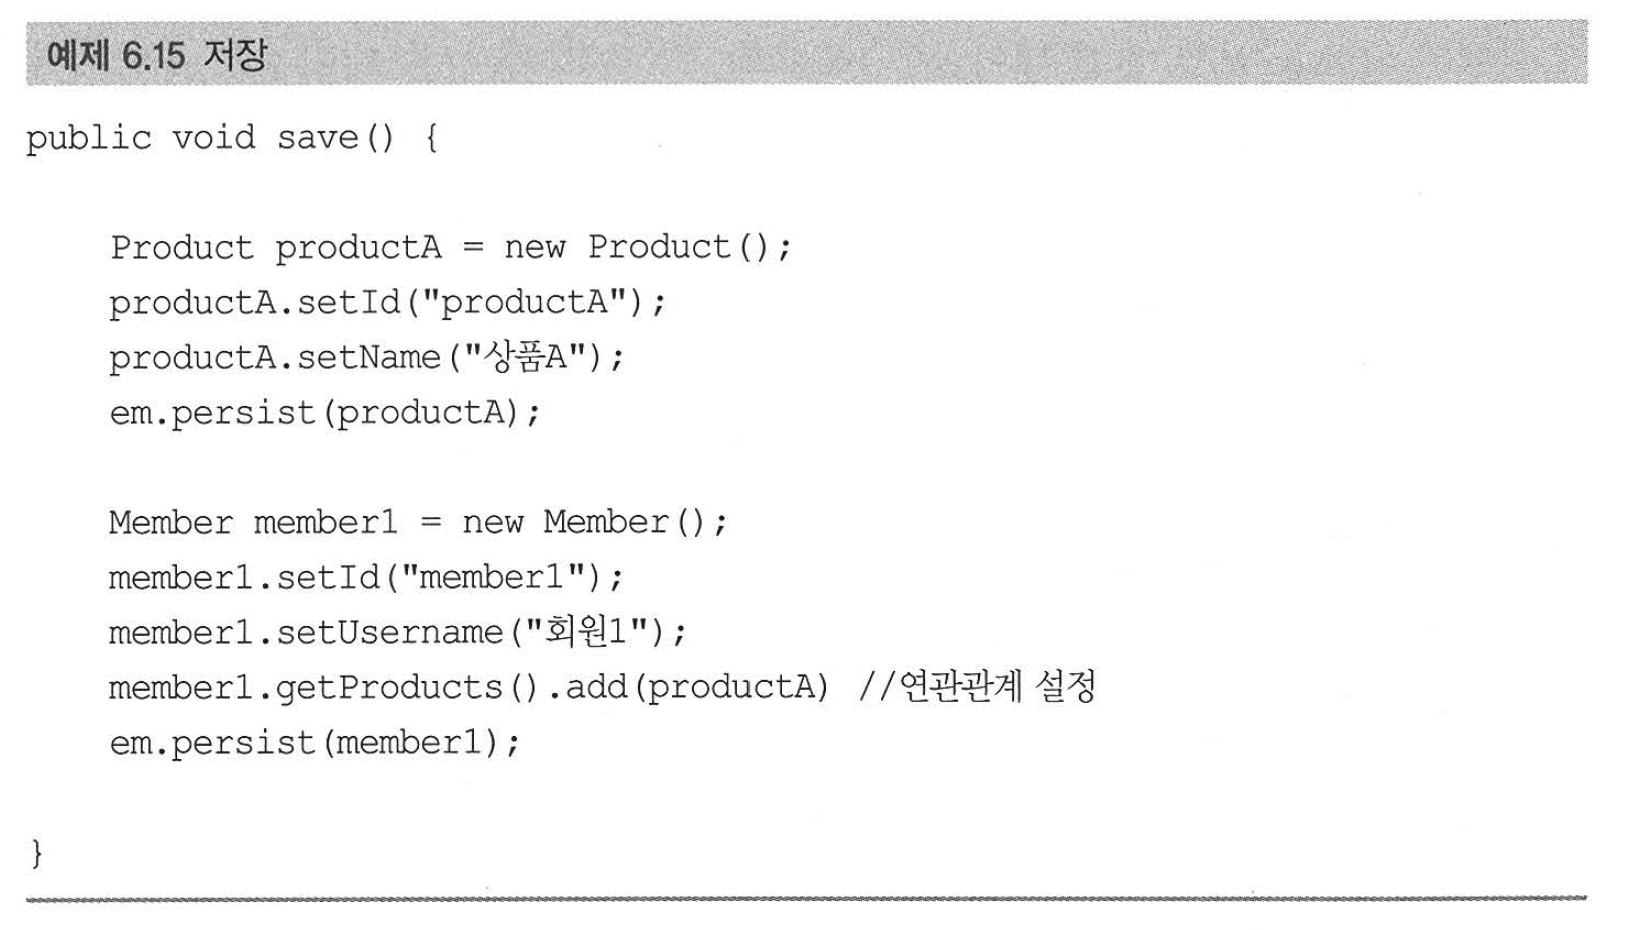 예제 6.15 저장
public void save() {
Product productA = new Product();
productA.setId("productA");
productA.setName("상품A");
em.persist(productA);
Member member1 = new Member();
member1.setId("member1");
member1.setUsername("회원1");
member1.getProducts().add(productA) //연관관계 설정
em.persist(member1);
}